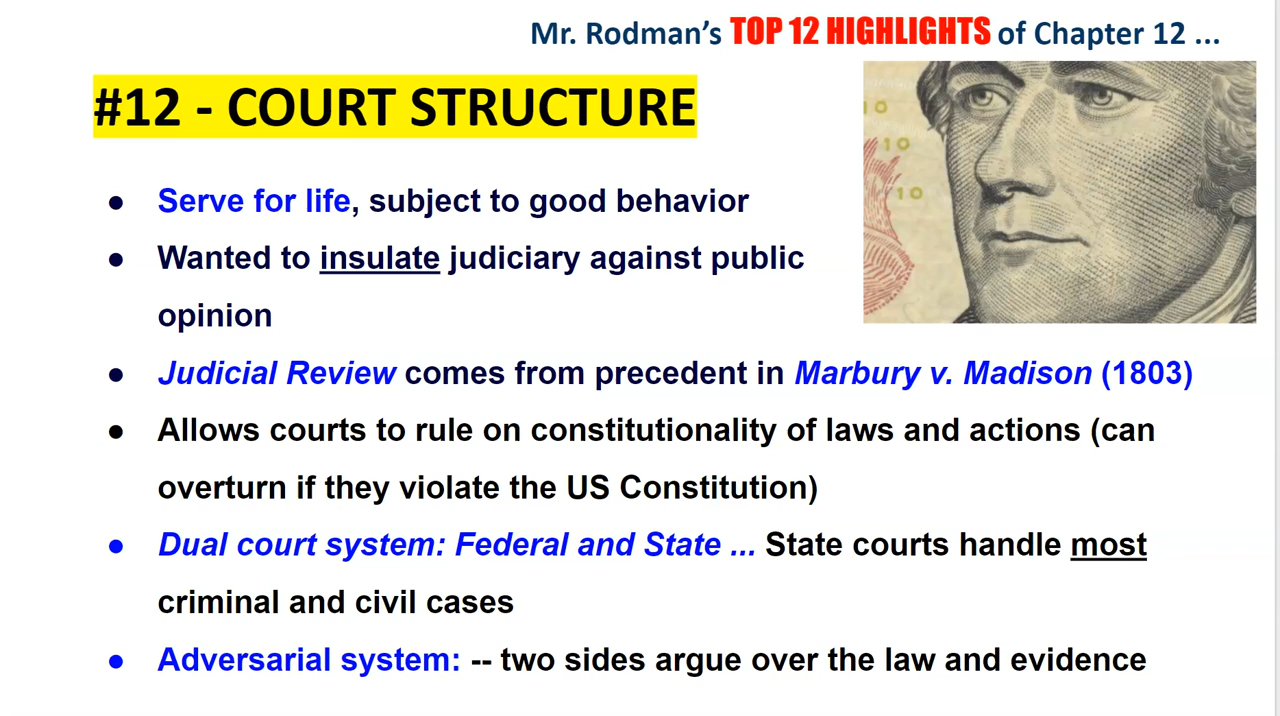 Mr. Rodman’s TOP 12 HIGHLIGHTS of Chapter 12 ...
#12 - COURT STRUCTURE
10
10
10
● Serve for life, subject to good behavior
● Wanted to insulate judiciary against public
opinion
● Judicial Review comes from precedent in Marbury v. Madison (1803)
● Allows courts to rule on constitutionality of laws and actions (can
overturn if they violate the US Constitution)
● Dual court system: Federal and State ... State courts handle most
criminal and civil cases
● Adversarial system: -- two sides argue over the law and evidence